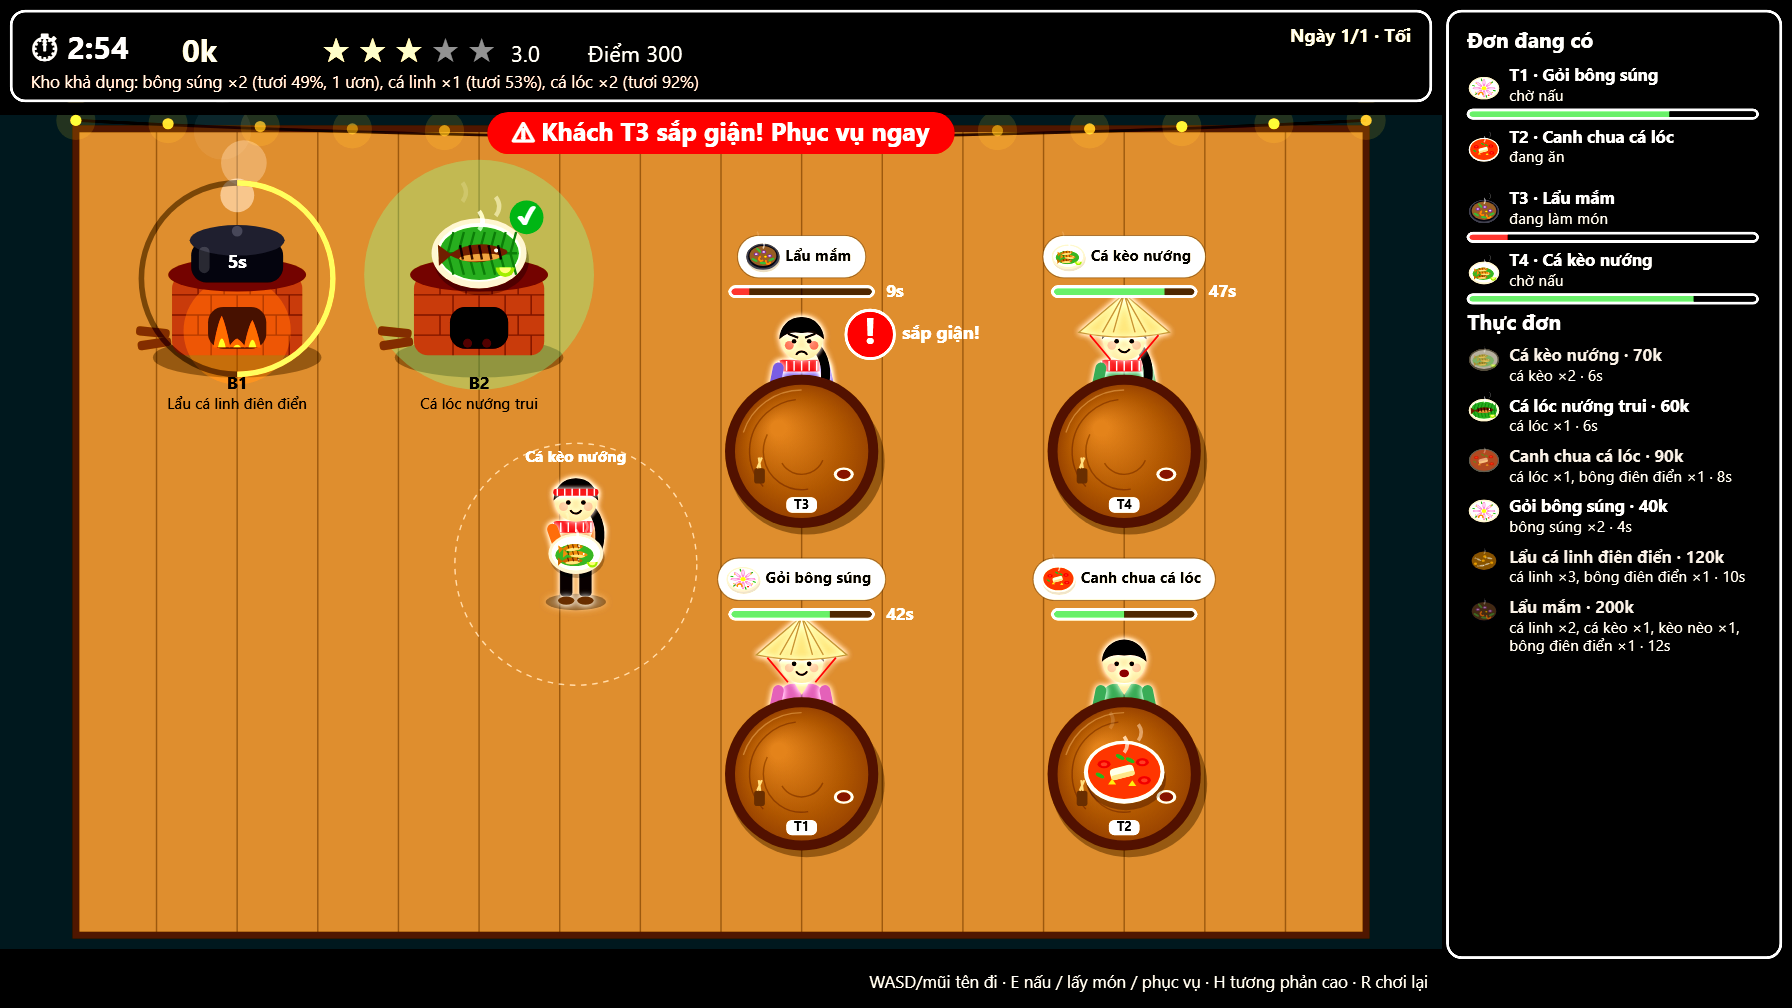 2:54
0k
3.0
Điểm 300
Ngày 1/1 · Tối
Kho khả dụng: bông súng ×2 (tươi 49%, 1 ươn), cá linh ×1 (tươi 53%), cá lóc ×2 (tươi 92%)
⚠ Khách T3 sắp giận! Phục vụ ngay
5s
B1
Lẩu cá linh điên điển
B2
Cá lóc nướng trui
Cá kèo nướng
Lẩu mắm
9s
! sắp giận!
T3
Cá kèo nướng
47s
T4
Gỏi bông súng
42s
T1
Canh chua cá lóc
T2
Đơn đang có
T1 · Gỏi bông súng
chờ nấu
T2 · Canh chua cá lóc
đang ăn
T3 · Lẩu mắm
đang làm món
T4 · Cá kèo nướng
chờ nấu
Thực đơn
Cá kèo nướng · 70k
cá kèo ×2 · 6s
Cá lóc nướng trui · 60k
cá lóc ×1 · 6s
Canh chua cá lóc · 90k
cá lóc ×1, bông điên điển ×1 · 8s
Gỏi bông súng · 40k
bông súng ×2 · 4s
Lẩu cá linh điên điển · 120k
cá linh ×3, bông điên điển ×1 · 10s
Lẩu mắm · 200k
cá linh ×2, cá kèo ×1, kèo nèo ×1,
bông điên điển ×1 · 12s
WASD/mũi tên đi · E nấu / lấy món / phục vụ · H tương phản cao · R chơi lại